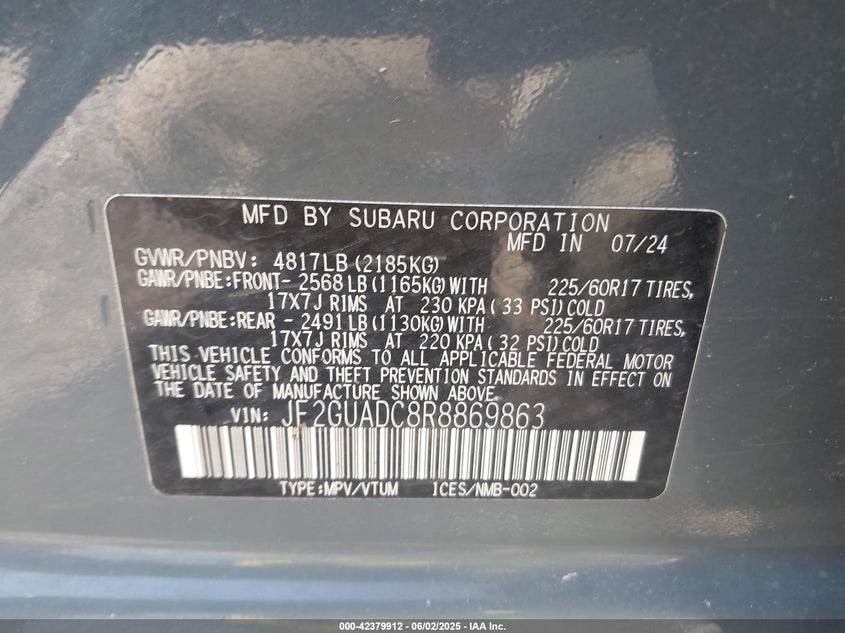 MFD BY SUBARU CORPORATION
MFD IN 07/24
GVWR/PNBV: 4817LB (2185KG)
GAWR/PNBE:FRONT- 2568 LB (1165KG) WITH 225/60R17 TIRES,
17X7J RIMS AT 230 KPA ( 33 PSI) COLD
GAWR/PNBE:REAR - 2491 LB (1130KG) WITH 225/60R17 TIRES,
17X7J RIMS AT 220 KPA ( 32 PSI) COLD
THIS VEHICLE CONFORMS TO ALL APPLICABLE FEDERAL MOTOR
VEHICLE SAFETY AND THEFT PREVENTION STANDARDS IN EFFECT ON
THE DATE OF MANUFACTURE SHOWN ABOVE.
VIN: JF2GUADC8R8869863
TYPE:MPV/VTUM ICES/NMB-002
000-42379912 - 06/02/2025 - IAA Inc.